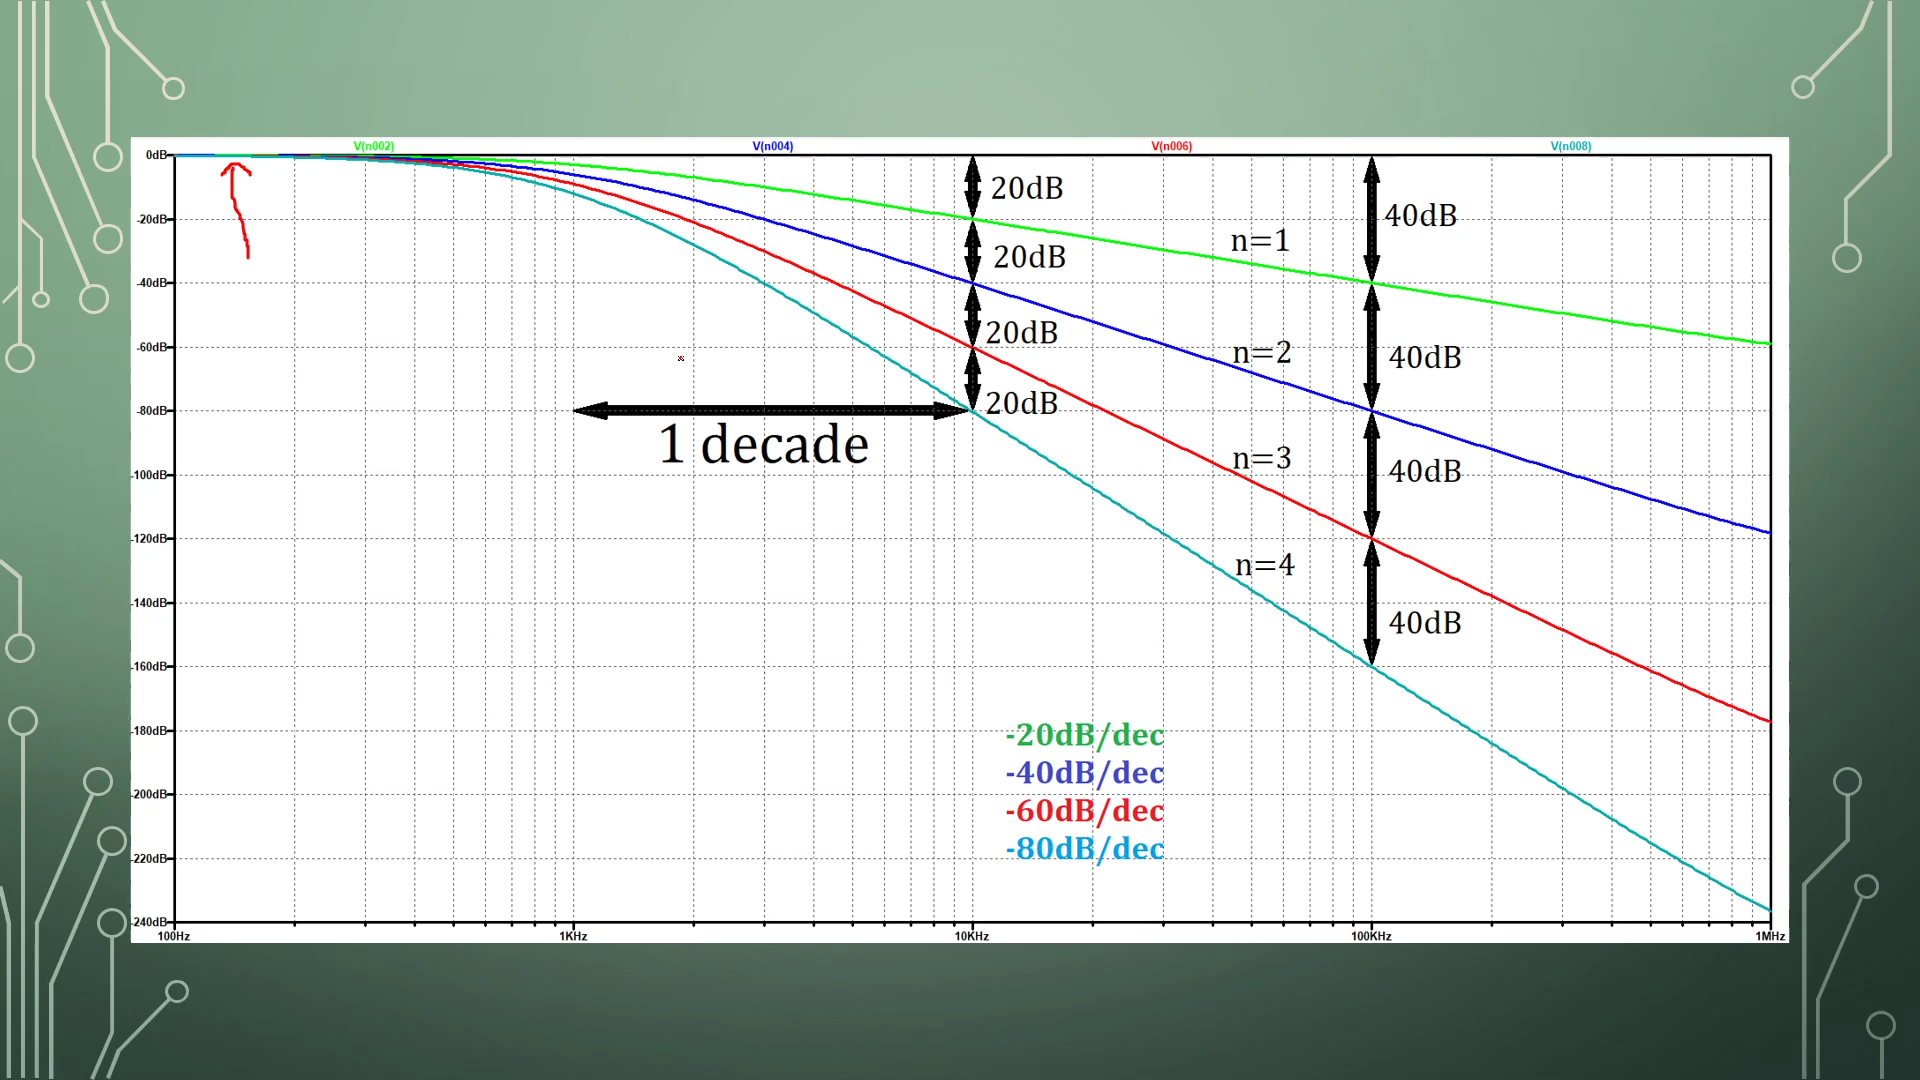 V(n002) V(n004) V(n006) V(n008)
0dB
-20dB
-40dB
-60dB
-80dB
-100dB
-120dB
-140dB
-160dB
-180dB
-200dB
-220dB
-240dB
100Hz 1KHz 10KHz 100KHz 1MHz
20dB
20dB
20dB
20dB
1 decade
n=1
n=2
n=3
n=4
40dB
40dB
40dB
40dB
-20dB/dec
-40dB/dec
-60dB/dec
-80dB/dec